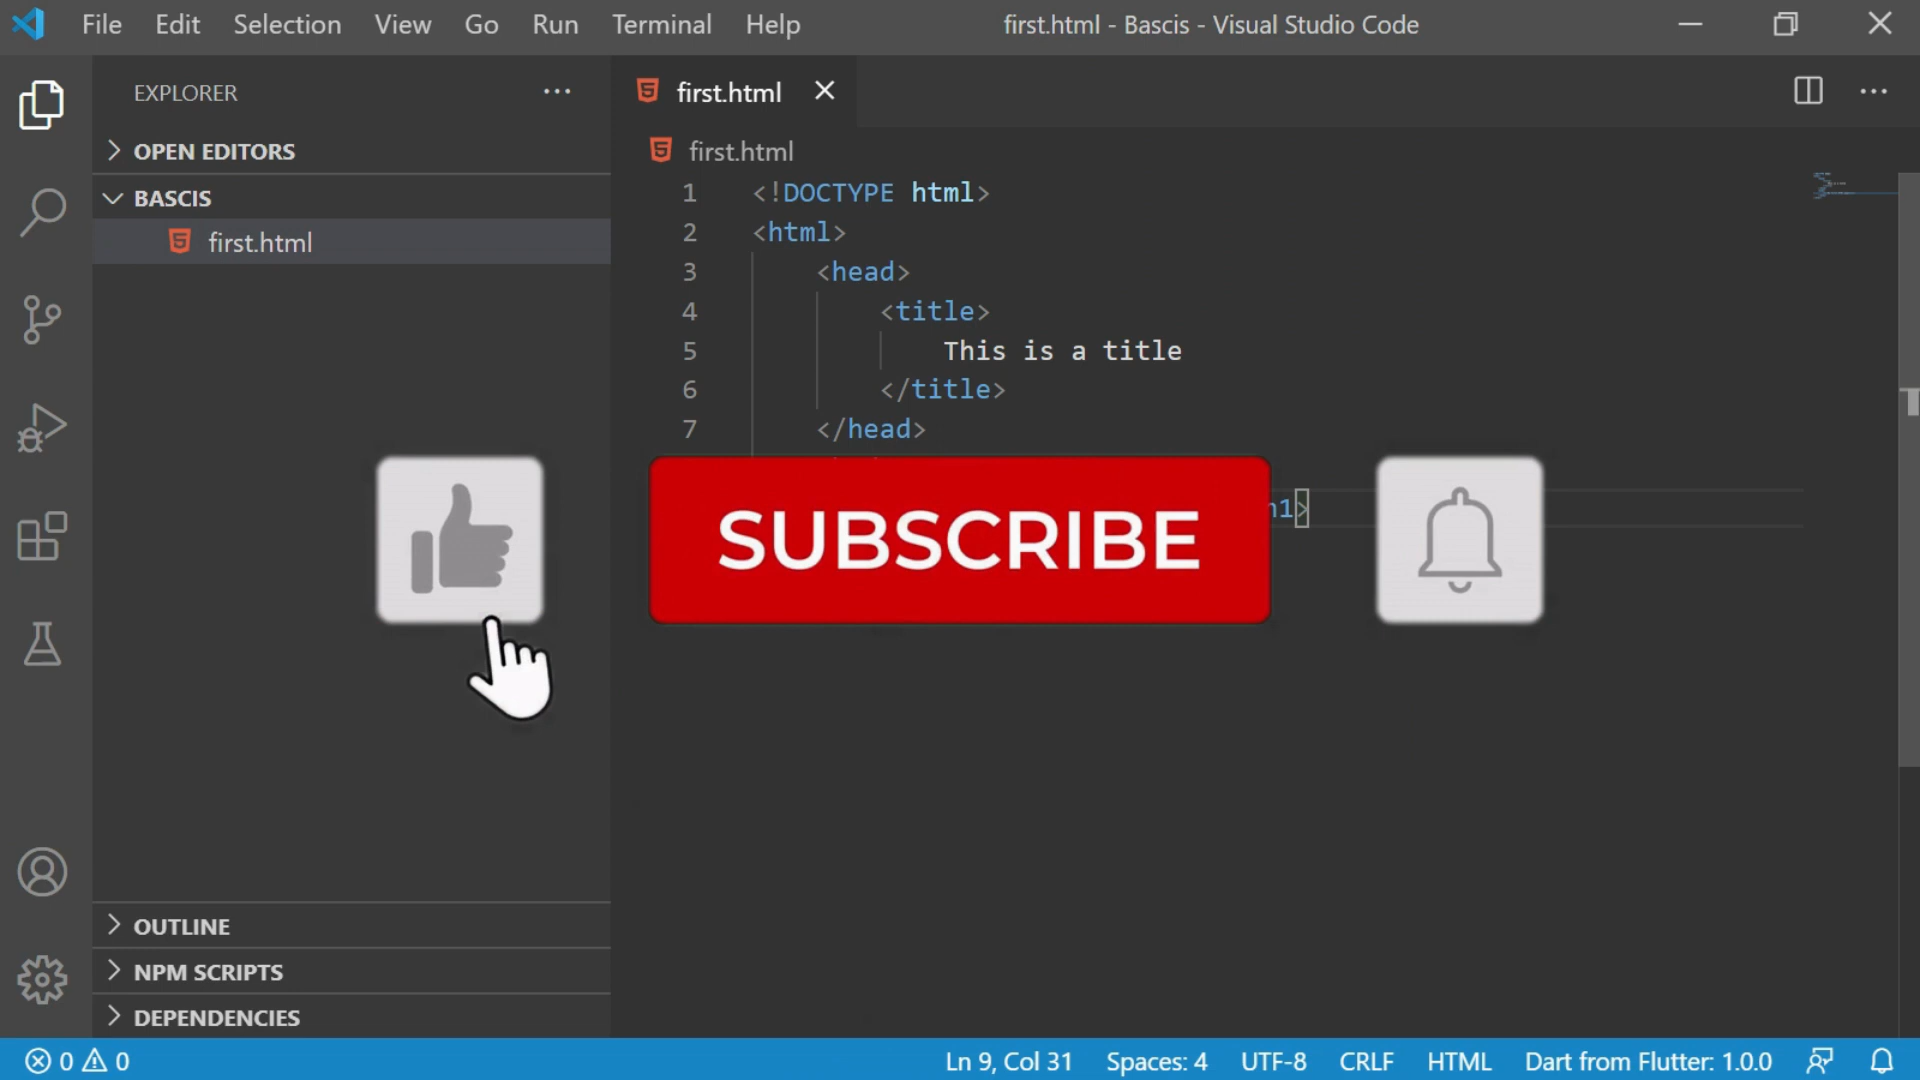 File Edit Selection View Go Run Terminal Help first.html - Bascis - Visual Studio Code
EXPLORER
OPEN EDITORS
BASCIS
first.html
OUTLINE
NPM SCRIPTS
DEPENDENCIES
first.html
first.html
1 <!DOCTYPE html>
2 <html>
3 <head>
4 <title>
5 This is a title
6 </title>
7 </head>
SUBSCRIBE
0 0 Ln 9, Col 31 Spaces: 4 UTF-8 CRLF HTML Dart from Flutter: 1.0.0